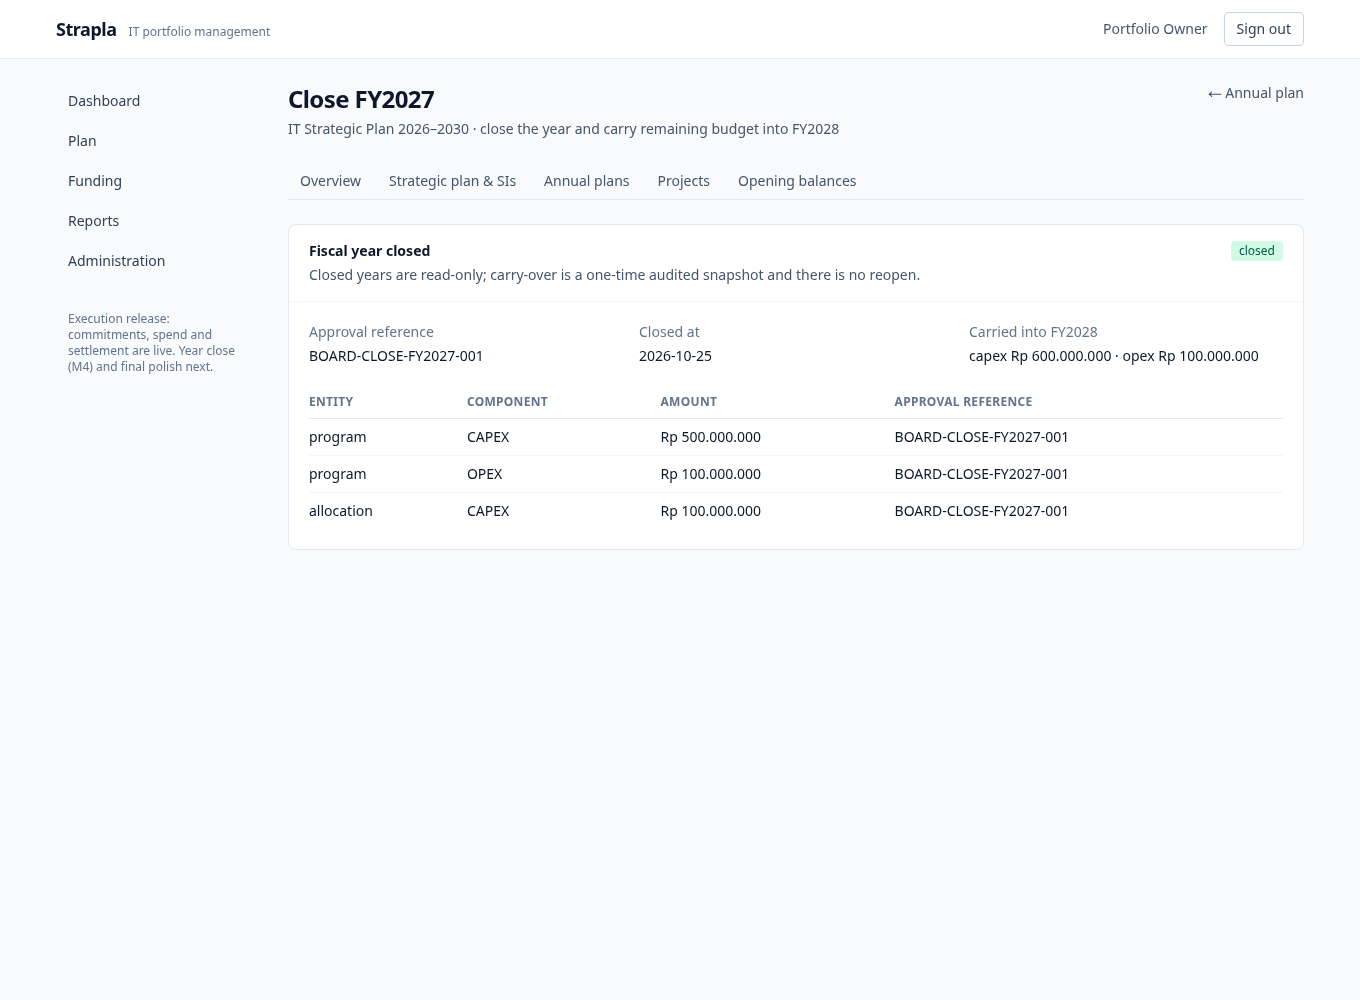 Strapla IT portfolio management
Portfolio Owner
Sign out
Dashboard
Plan
Funding
Reports
Administration
Execution release:
commitments, spend and
settlement are live. Year close
(M4) and final polish next.
Close FY2027
← Annual plan
IT Strategic Plan 2026–2030 · close the year and carry remaining budget into FY2028
Overview Strategic plan & SIs Annual plans Projects Opening balances
Fiscal year closed
closed
Closed years are read-only; carry-over is a one-time audited snapshot and there is no reopen.
Approval reference Closed at Carried into FY2028
BOARD-CLOSE-FY2027-001 2026-10-25 capex Rp 600.000.000 · opex Rp 100.000.000
ENTITY COMPONENT AMOUNT APPROVAL REFERENCE
program CAPEX Rp 500.000.000 BOARD-CLOSE-FY2027-001
program OPEX Rp 100.000.000 BOARD-CLOSE-FY2027-001
allocation CAPEX Rp 100.000.000 BOARD-CLOSE-FY2027-001